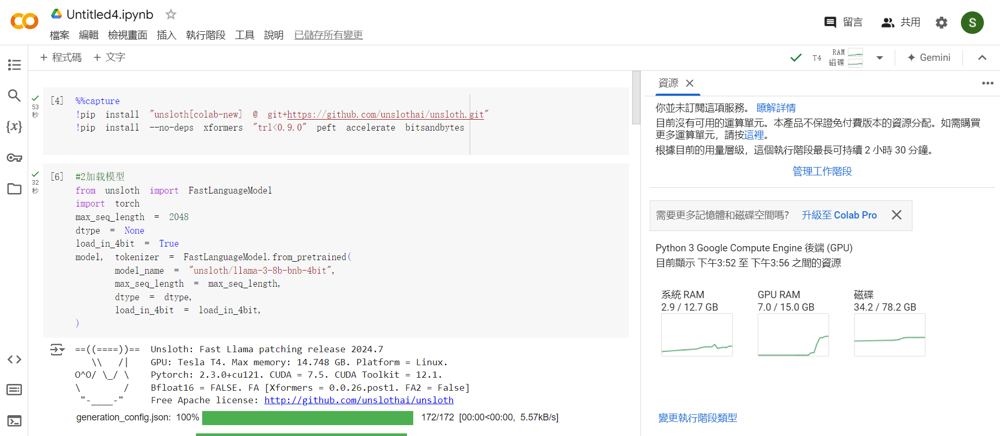 Untitled4.ipynb
留言 共用 S
檔案 編輯 檢視畫面 插入 執行階段 工具 說明 已儲存所有變更
+ 程式碼 + 文字
T4 RAM 磁碟 Gemini
[4] %%capture
!pip install "unsloth[colab-new] @ git+https://github.com/unslothai/unsloth.git"
!pip install --no-deps xformers "trl<0.9.0" peft accelerate bitsandbytes
53
秒
[6] #2加载模型
from unsloth import FastLanguageModel
import torch
max_seq_length = 2048
dtype = None
load_in_4bit = True
model, tokenizer = FastLanguageModel.from_pretrained(
model_name = "unsloth/llama-3-8b-bnb-4bit",
max_seq_length = max_seq_length,
dtype = dtype,
load_in_4bit = load_in_4bit,
)
32
秒
==((====))== Unsloth: Fast Llama patching release 2024.7
\\ /| GPU: Tesla T4. Max memory: 14.748 GB. Platform = Linux.
O^O/ \_/ \ Pytorch: 2.3.0+cu121. CUDA = 7.5. CUDA Toolkit = 12.1.
\ / Bfloat16 = FALSE. FA [Xformers = 0.0.26.post1. FA2 = False]
"-____-" Free Apache license: http://github.com/unslothai/unsloth
generation_config.json: 100% 172/172 [00:00<00:00, 5.57kB/s]
資源
你並未訂閱這項服務。 瞭解詳情
目前沒有可用的運算單元。本產品不保證免付費版本的資源分配。如需購買
更多運算單元，請按這裡。
根據目前的用量層級，這個執行階段最長可持續 2 小時 30 分鐘。
管理工作階段
需要更多記憶體和磁碟空間嗎? 升級至 Colab Pro
Python 3 Google Compute Engine 後端 (GPU)
目前顯示 下午3:52 至 下午3:56 之間的資源
系統 RAM GPU RAM 磁碟
2.9 / 12.7 GB 7.0 / 15.0 GB 34.2 / 78.2 GB
變更執行階段類型